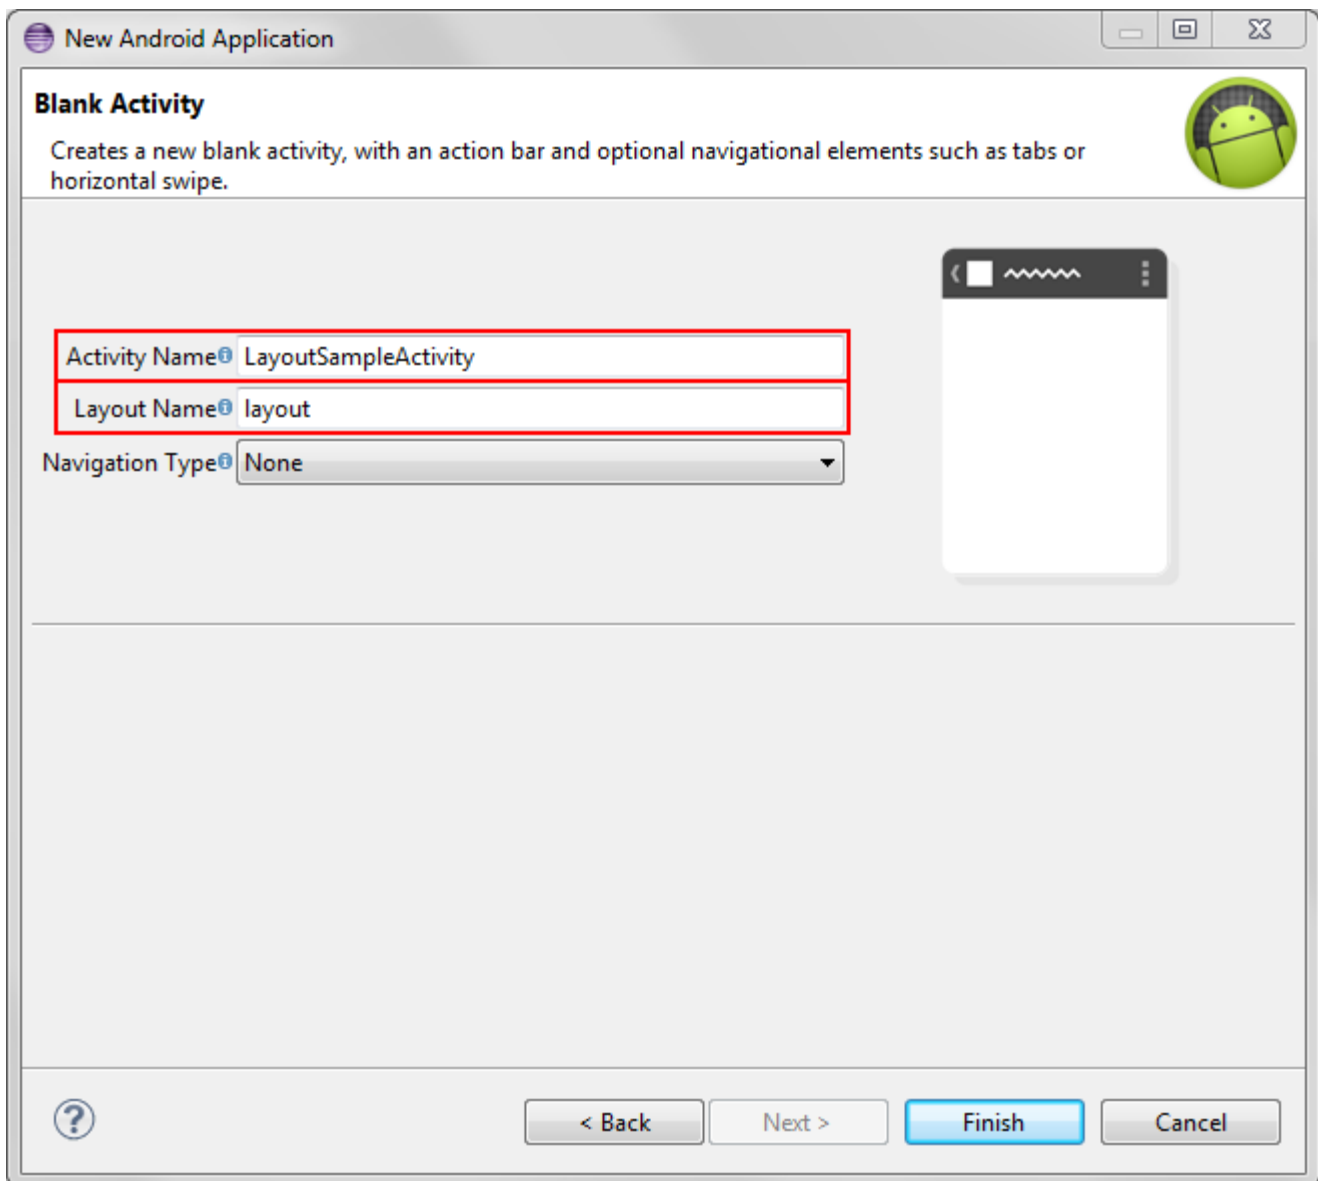 New Android Application
Blank Activity
Creates a new blank activity, with an action bar and optional navigational elements such as tabs or
horizontal swipe.
Activity Name LayoutSampleActivity
Layout Name layout
Navigation Type None
< Back Next > Finish Cancel